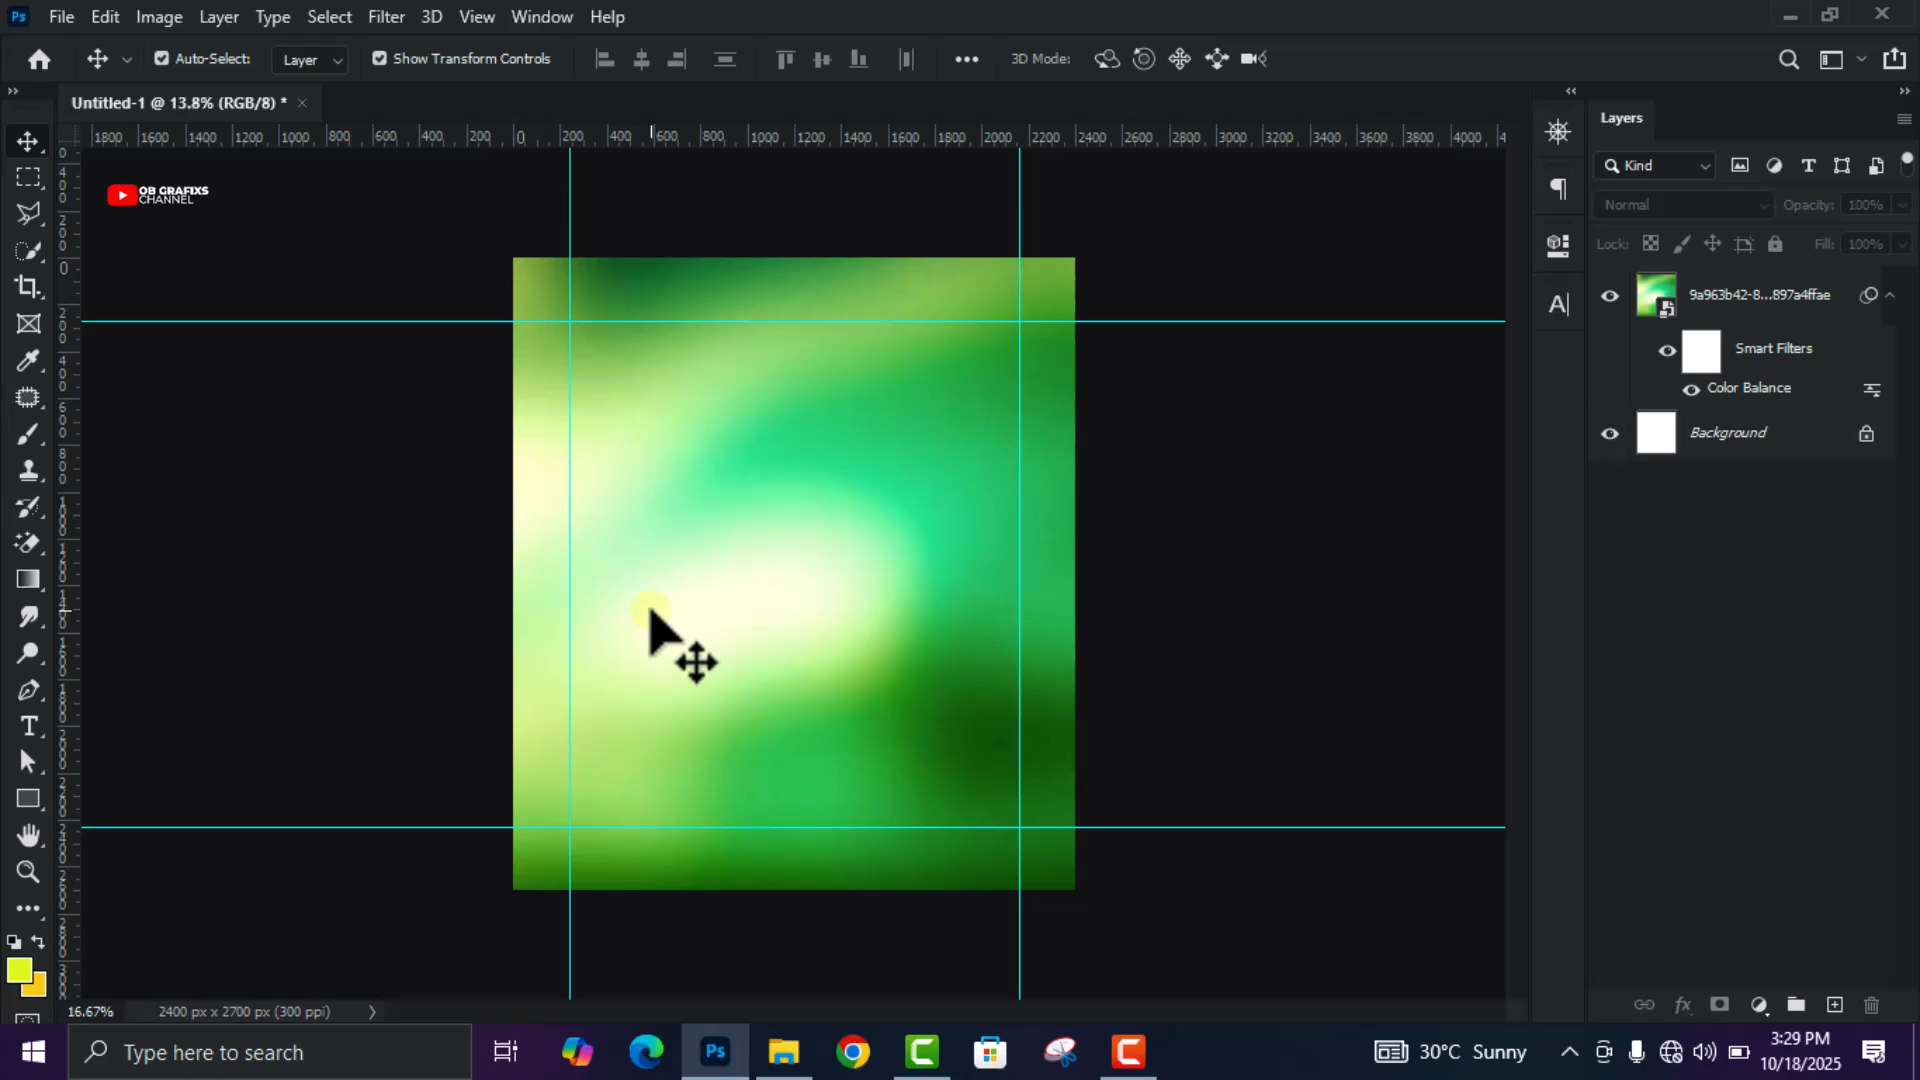 Ps File Edit Image Layer Type Select Filter 3D View Window Help
Auto-Select: Layer Show Transform Controls 3D Mode:
Untitled-1 @ 13.8% (RGB/8) *
1800 1600 1400 1200 1000 800 600 400 200 0 200 400 600 800 1000 1200 1400 1600 1800 2000 2200 2400 2600 2800 3000 3200 3400 3600 3800 4000
OB GRAFIXS
CHANNEL
Layers
Kind
Normal Opacity: 100%
Lock: Fill: 100%
9a963b42-8...897a4ffae
Smart Filters
Color Balance
Background
16.67% 2400 px x 2700 px (300 ppi)
Type here to search
Ps
30°C Sunny
3:29 PM
10/18/2025